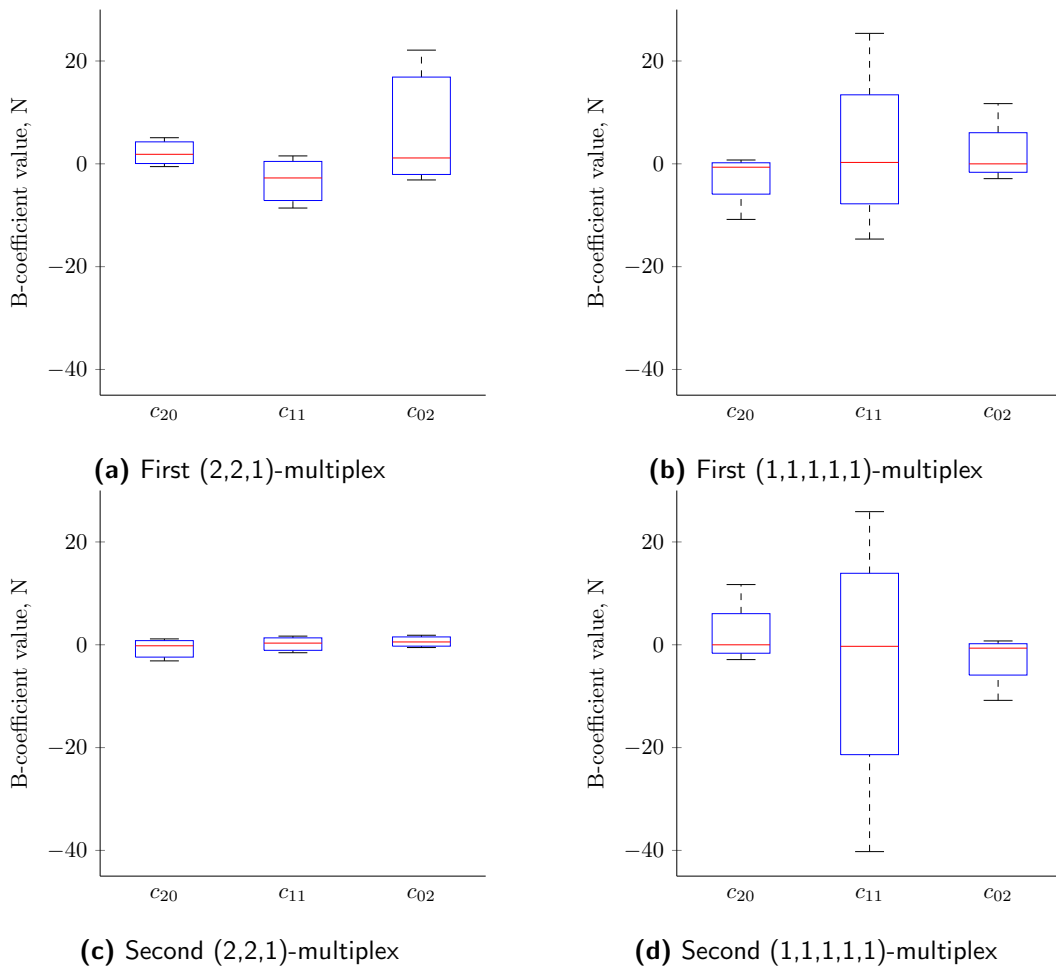 B-coefficient value, N
20
0
−20
−40
c20
c11
c02
(a) First (2,2,1)-multiplex
B-coefficient value, N
20
0
−20
−40
c20
c11
c02
(b) First (1,1,1,1,1)-multiplex
B-coefficient value, N
20
0
−20
−40
c20
c11
c02
(c) Second (2,2,1)-multiplex
B-coefficient value, N
20
0
−20
−40
c20
c11
c02
(d) Second (1,1,1,1,1)-multiplex